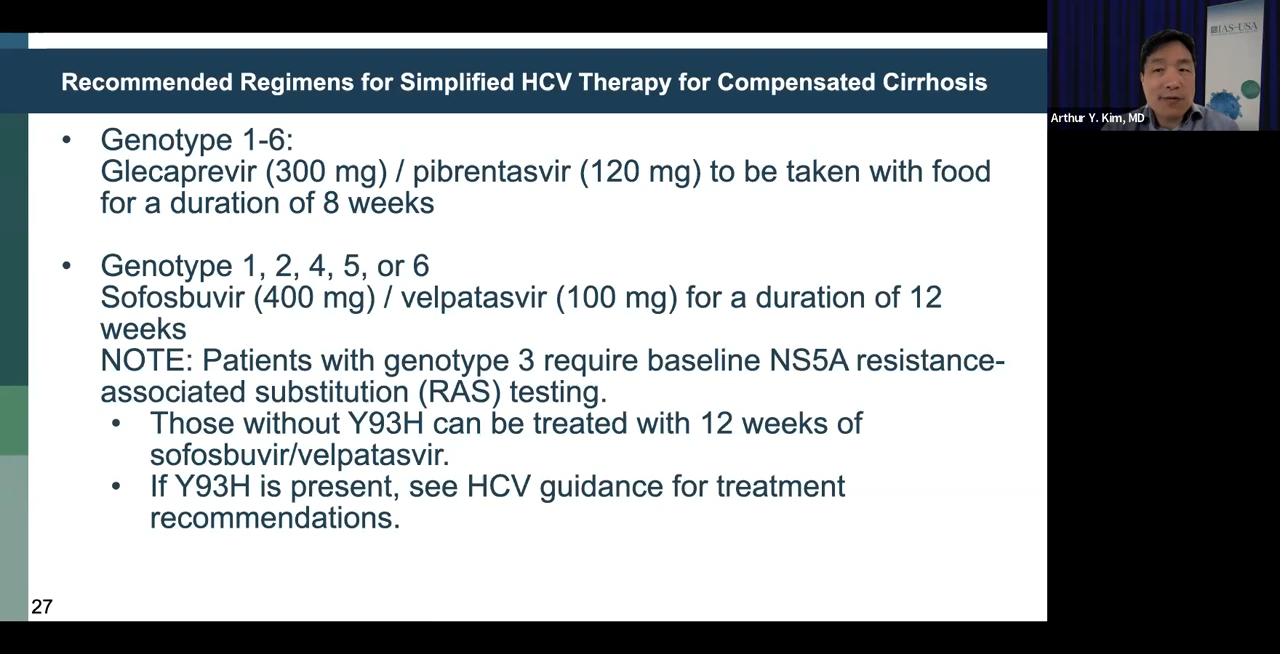 Recommended Regimens for Simplified HCV Therapy for Compensated Cirrhosis
• Genotype 1-6:
Glecaprevir (300 mg) / pibrentasvir (120 mg) to be taken with food
for a duration of 8 weeks
• Genotype 1, 2, 4, 5, or 6
Sofosbuvir (400 mg) / velpatasvir (100 mg) for a duration of 12
weeks
NOTE: Patients with genotype 3 require baseline NS5A resistance-
associated substitution (RAS) testing.
• Those without Y93H can be treated with 12 weeks of
sofosbuvir/velpatasvir.
• If Y93H is present, see HCV guidance for treatment
recommendations.
27
IAS–USA
Arthur Y. Kim, MD